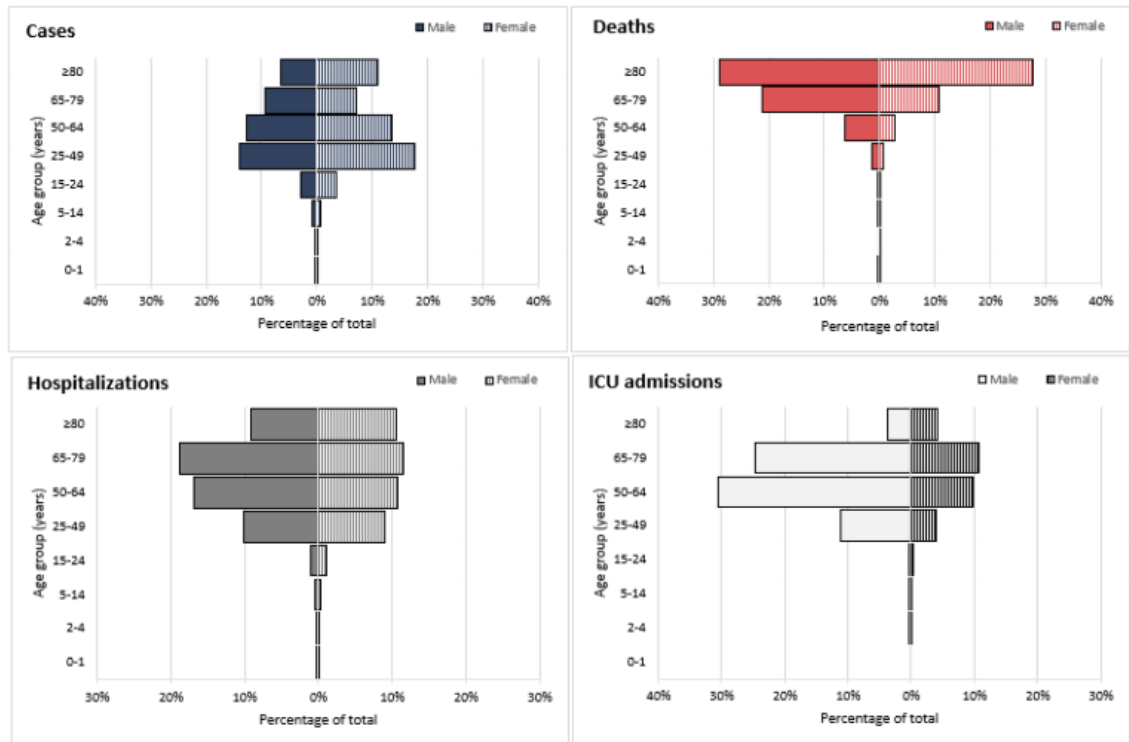 Cases
Male Female
Age group (years)
≥80
65-79
50-64
25-49
15-24
5-14
2-4
0-1
40% 30% 20% 10% 0% 10% 20% 30% 40%
Percentage of total
Deaths
Male Female
Age group (years)
≥80
65-79
50-64
25-49
15-24
5-14
2-4
0-1
40% 30% 20% 10% 0% 10% 20% 30% 40%
Percentage of total
Hospitalizations
Male Female
Age group (years)
≥80
65-79
50-64
25-49
15-24
5-14
2-4
0-1
30% 20% 10% 0% 10% 20% 30%
Percentage of total
ICU admissions
Male Female
Age group (years)
≥80
65-79
50-64
25-49
15-24
5-14
2-4
0-1
40% 30% 20% 10% 0% 10% 20% 30%
Percentage of total